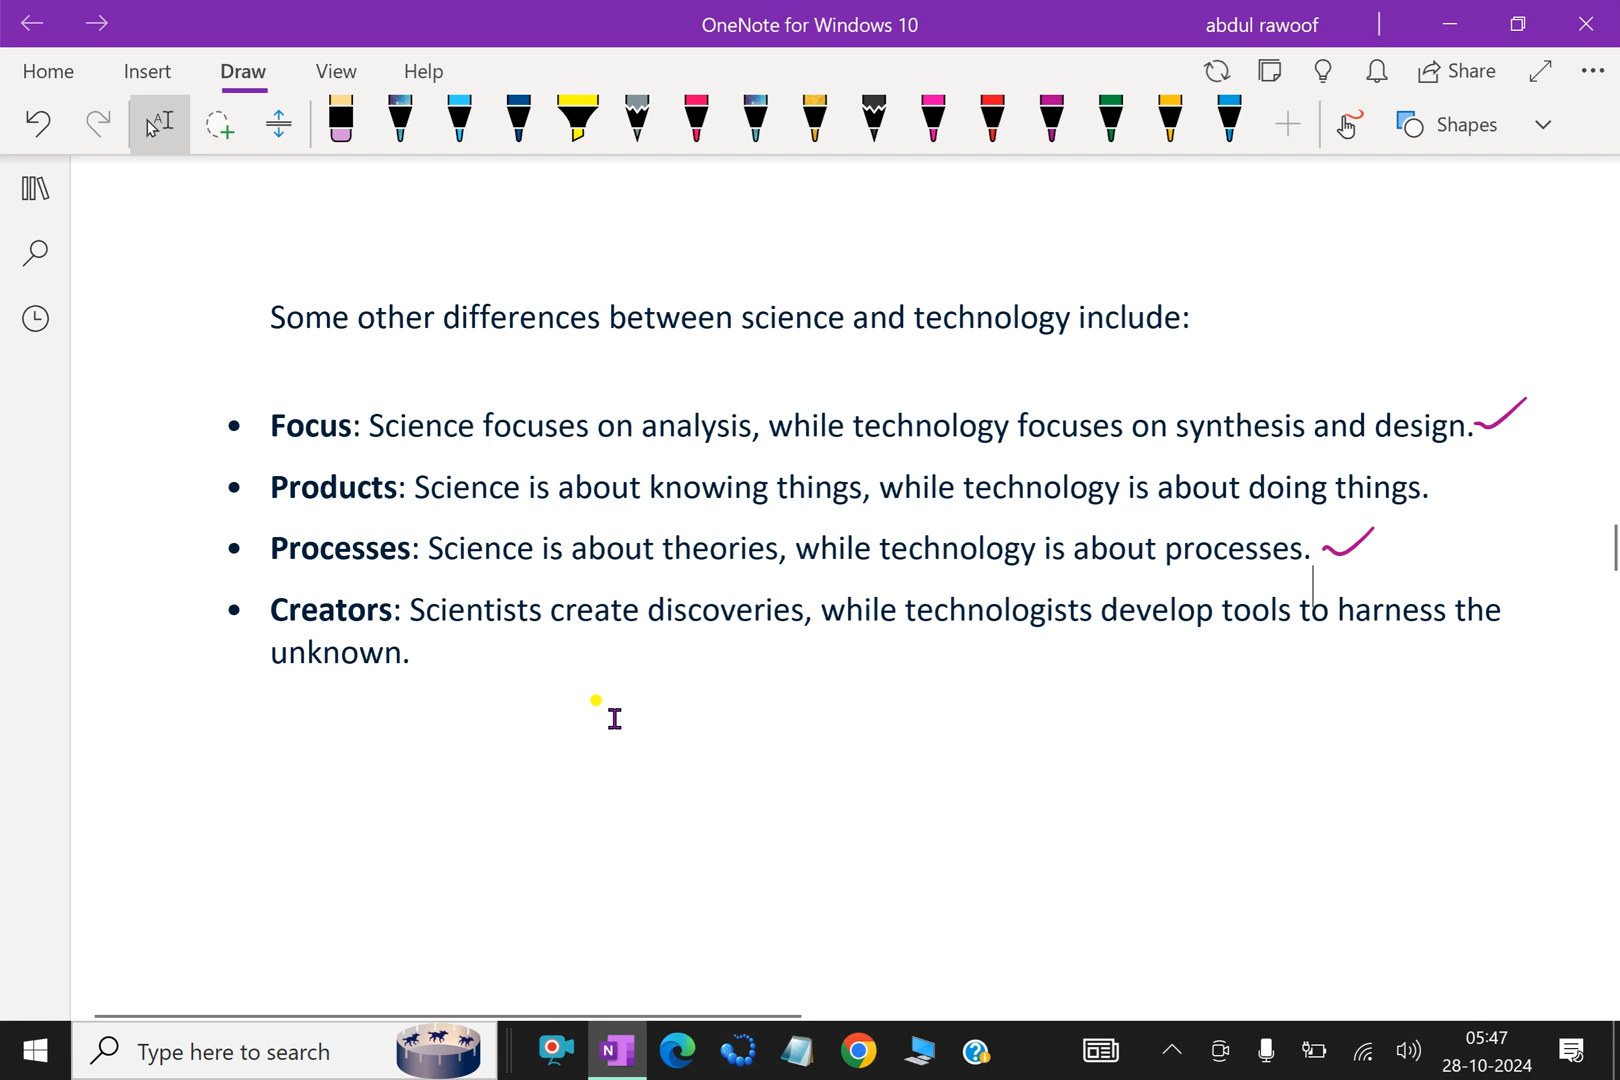 OneNote for Windows 10
abdul rawoof
Home Insert Draw View Help
Share
Shapes
Some other differences between science and technology include:
• Focus: Science focuses on analysis, while technology focuses on synthesis and design.
• Products: Science is about knowing things, while technology is about doing things.
• Processes: Science is about theories, while technology is about processes.
• Creators: Scientists create discoveries, while technologists develop tools to harness the
unknown.
Type here to search
05:47
28-10-2024